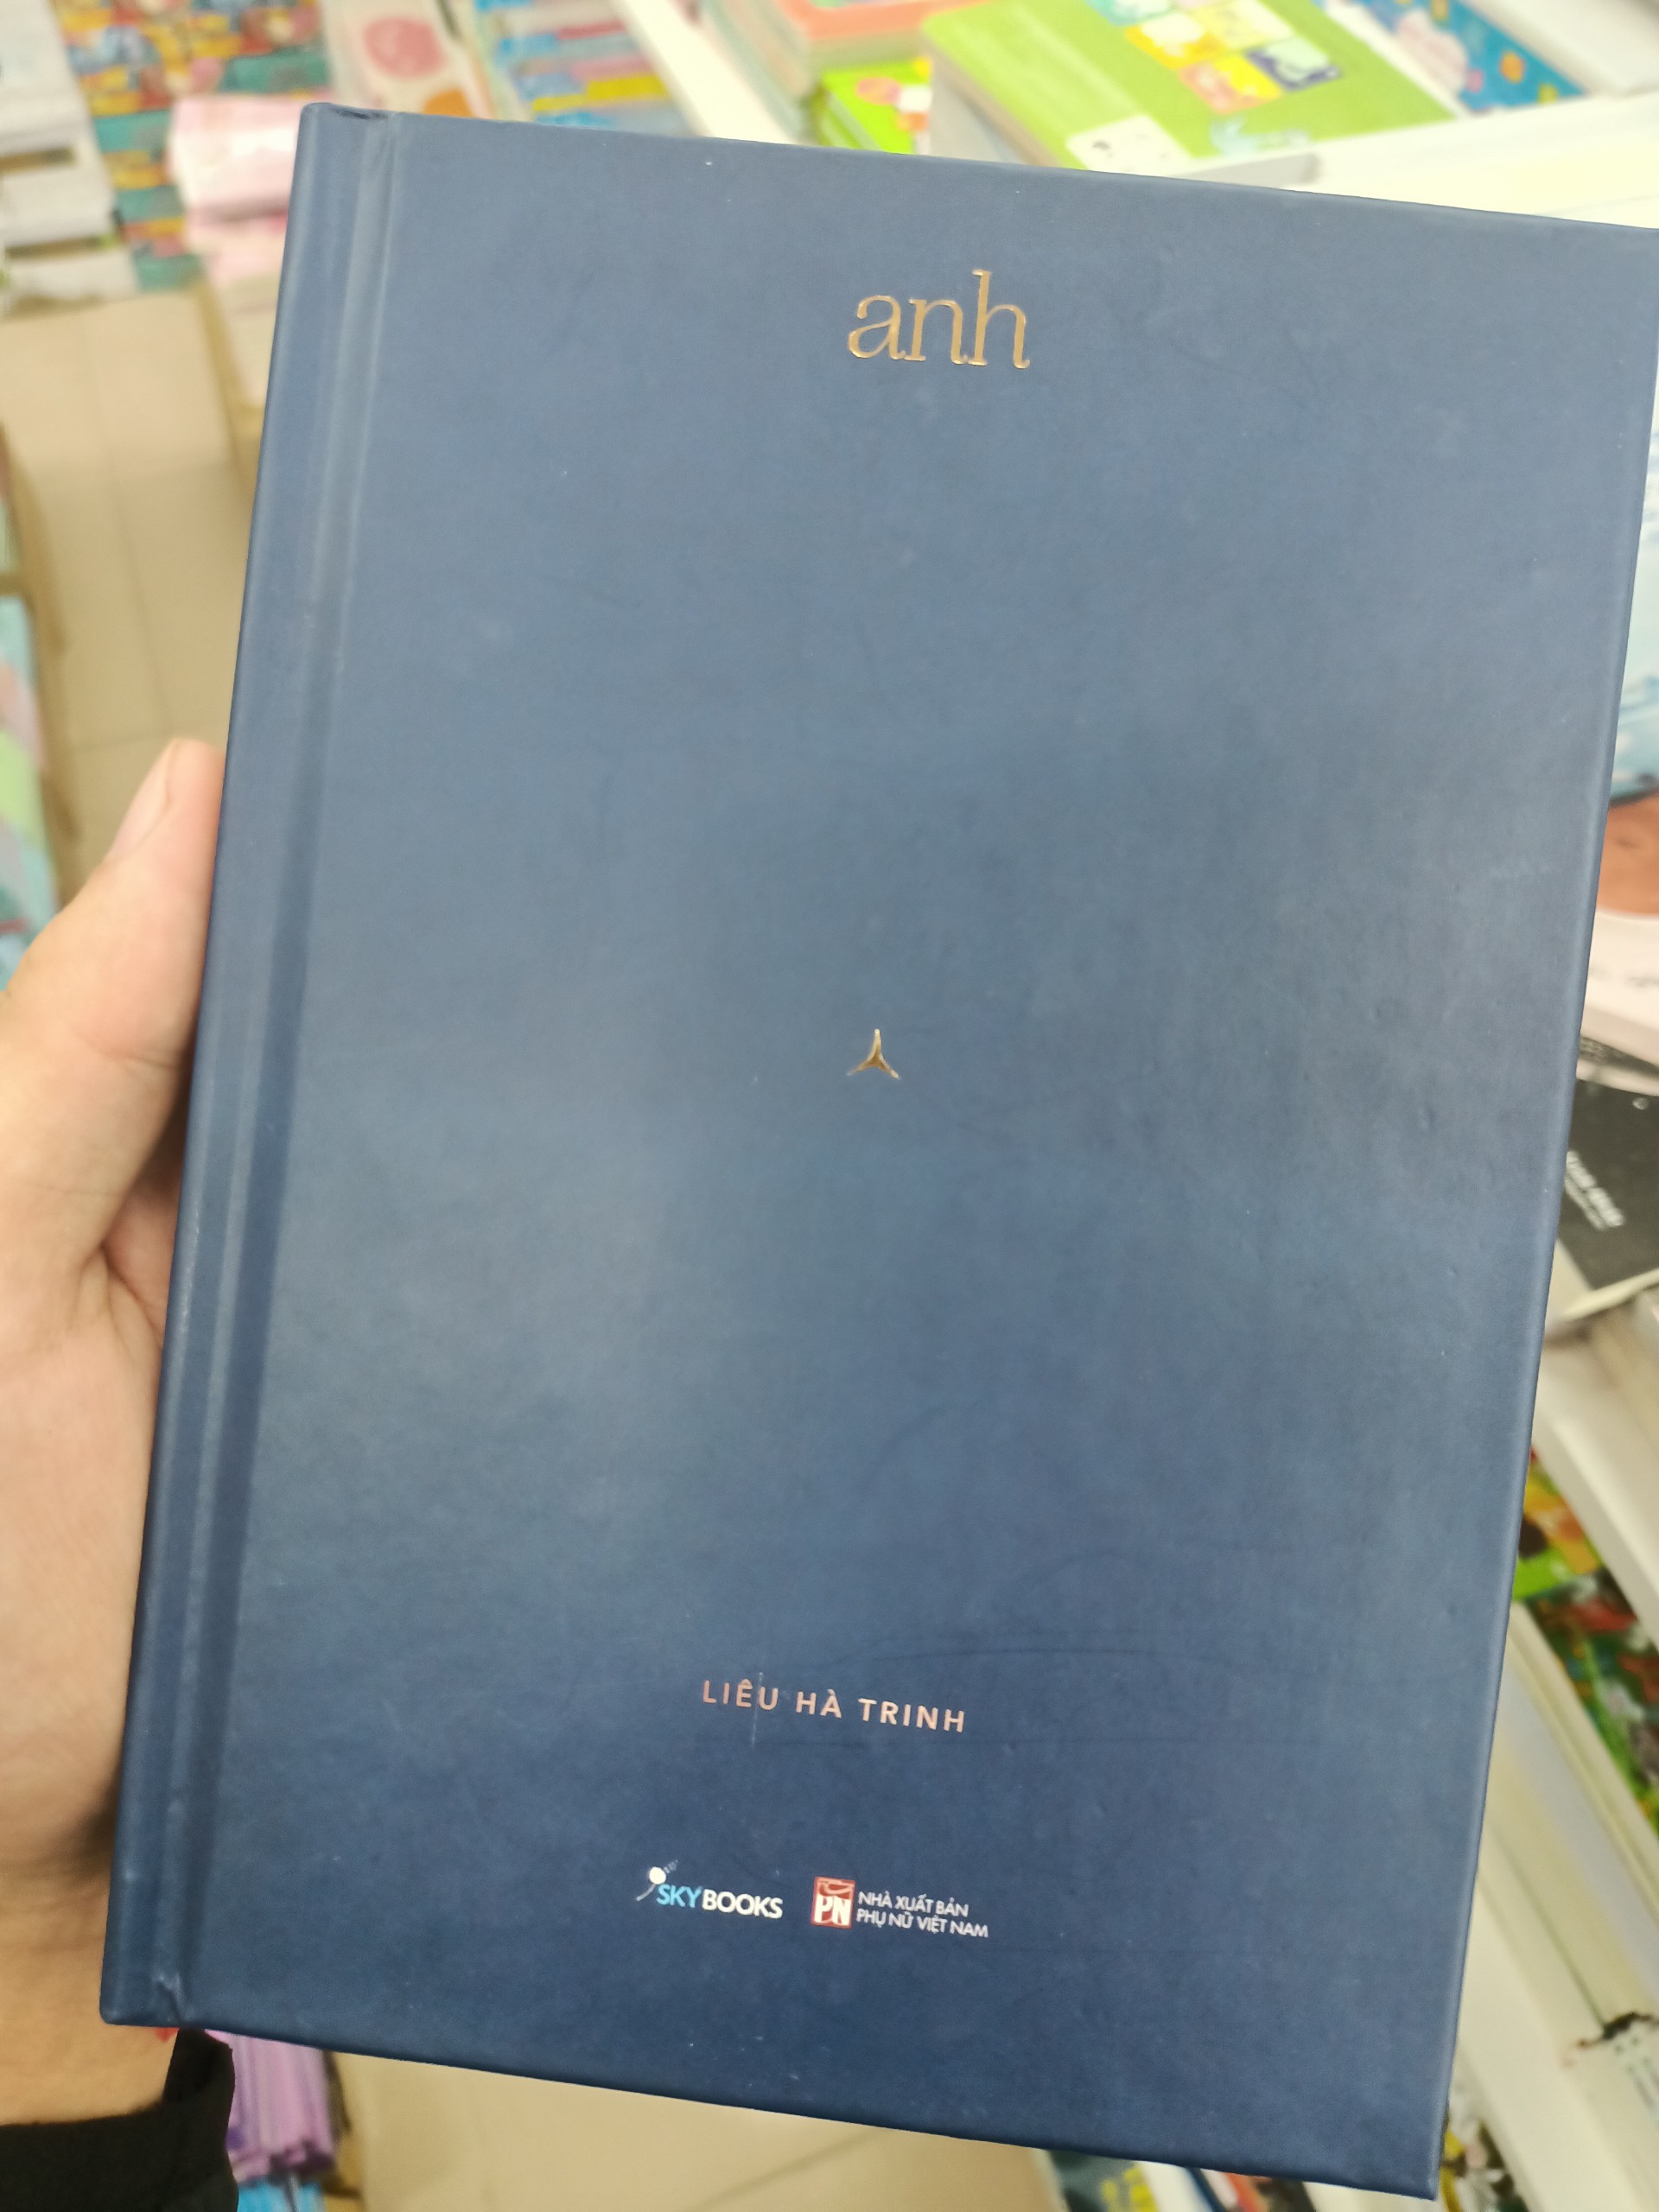 anh
LIÊU HÀ TRINH
SKYBOOKS
PN
NHÀ XUẤT BẢN
PHỤ NỮ VIỆT NAM